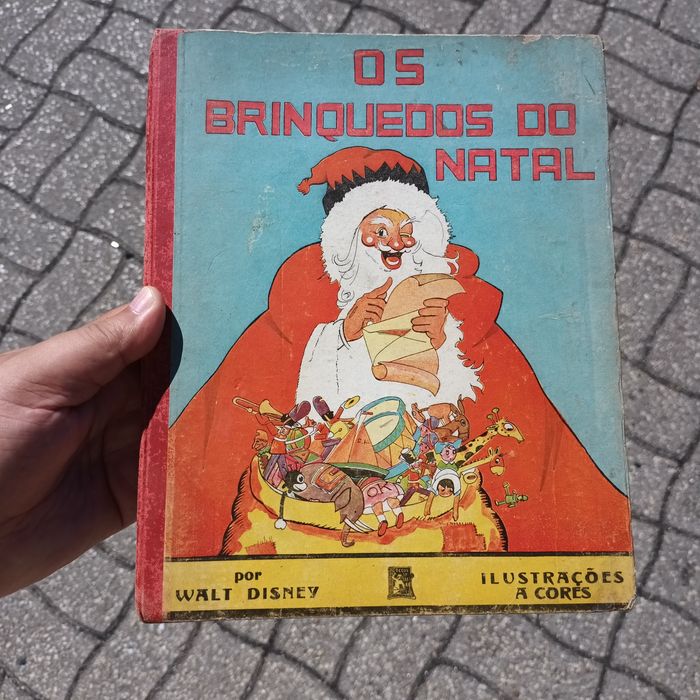 OS
BRINQUEDOS DO
NATAL
por
WALT DISNEY
ILUSTRAÇÕES
A CORES